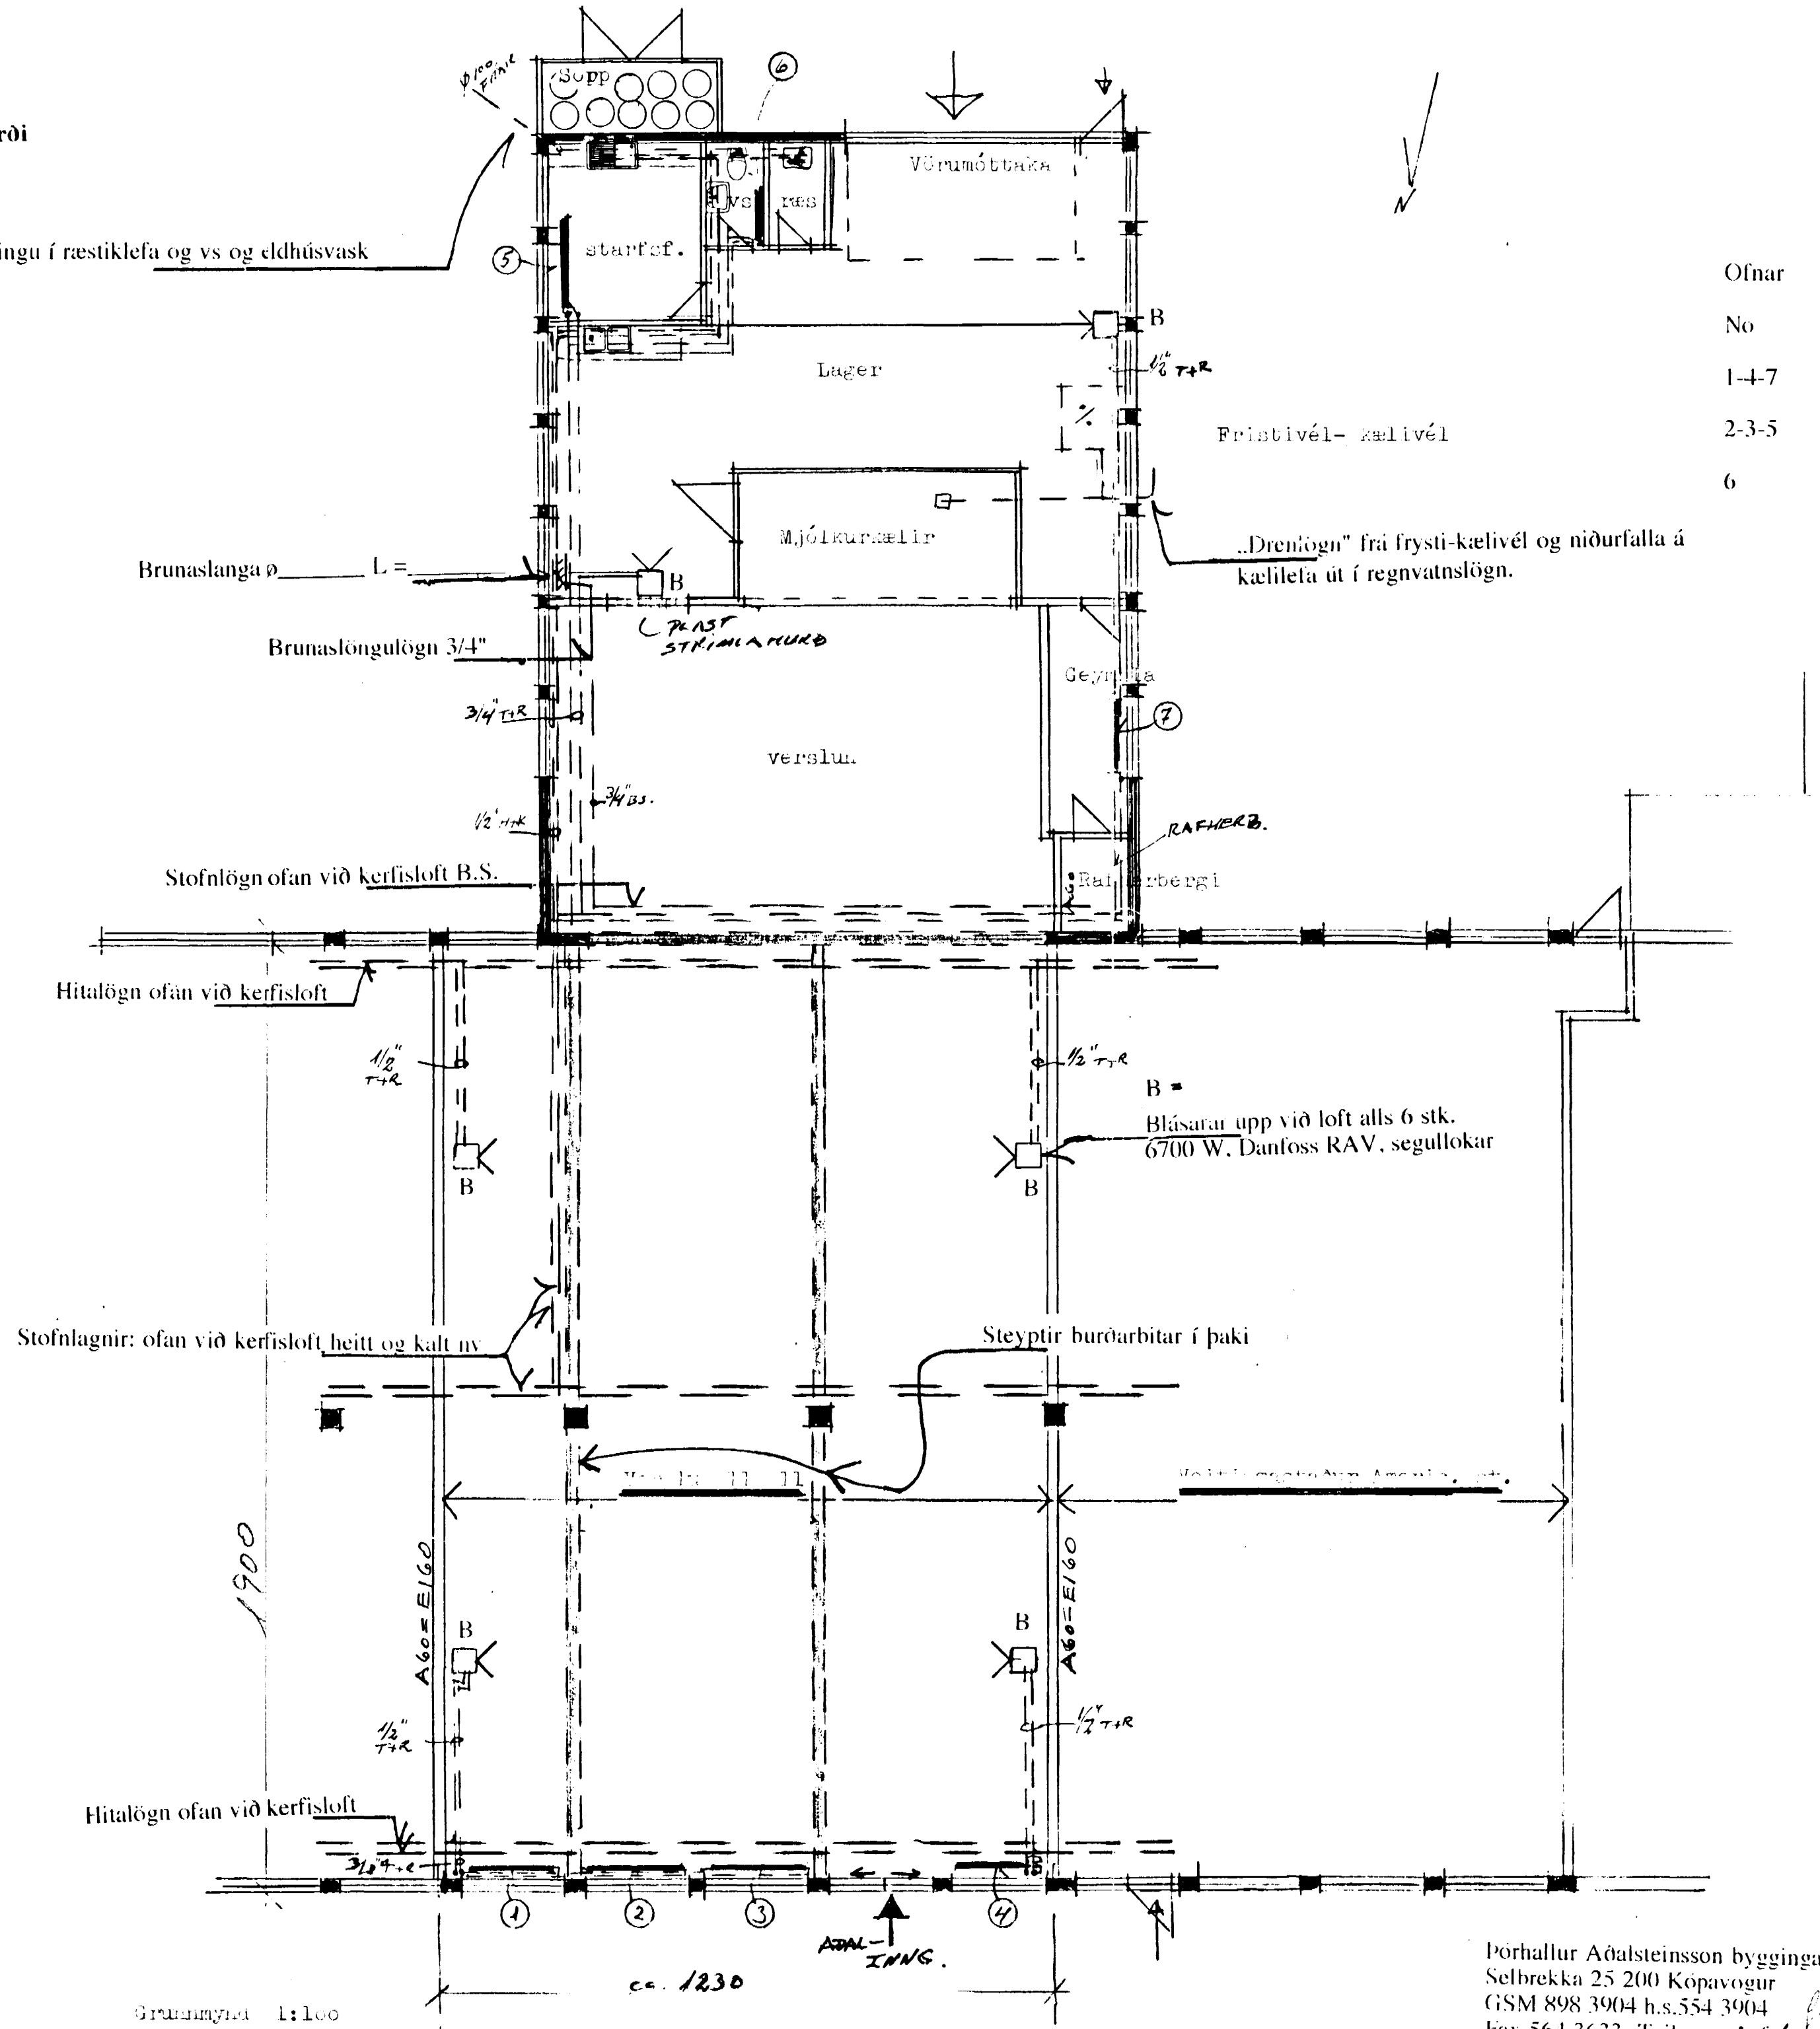 Sopp
Ø100
6
rði
Vörumóttaka
vs
ræs
N
ingu í ræstiklefa og vs og eldhúsvask
5
starfsf.
Ofnar
No
B
Lager
1/2" T+R
1-4-7
Fristivél- kælivél
2-3-5
6
Mjólkurkælir
„Drenlögn" frá frysti-kælivél og niðurfalla á
kælilefa út í regnvatnslögn.
Brunaslanga ø______ L =
B
PLAST
STRIMLAHURÐ
Brunaslöngulögn 3/4"
3/4" T+R
7
verslun
3/4" BS.
1/2" H+K
RAFHERB.
Stofnlögn ofan við kerfisloft B.S.
A60
Hitalögn ofan við kerfisloft
1/2"
T+R
1/2" T+R
B =
Blásarar upp við loft alls 6 stk.
6700 W, Danfoss RAV, segullokar
B
B
Stofnlagnir: ofan við kerfisloft heitt og kalt nv
Steyptir burðarbitar í þaki
1900
A60=E160
A60=E160
B
B
1/2"
T+R
1/2" T+R
Hitalögn ofan við kerfisloft
1
2
3
4
AÐAL-
INNG.
ca. 1230
Grunnmynd 1:100
Þórhallur Aðalsteinsson bygginga
Selbrekka 25 200 Kópavogur
GSM 898 3904 h.s.554 3904